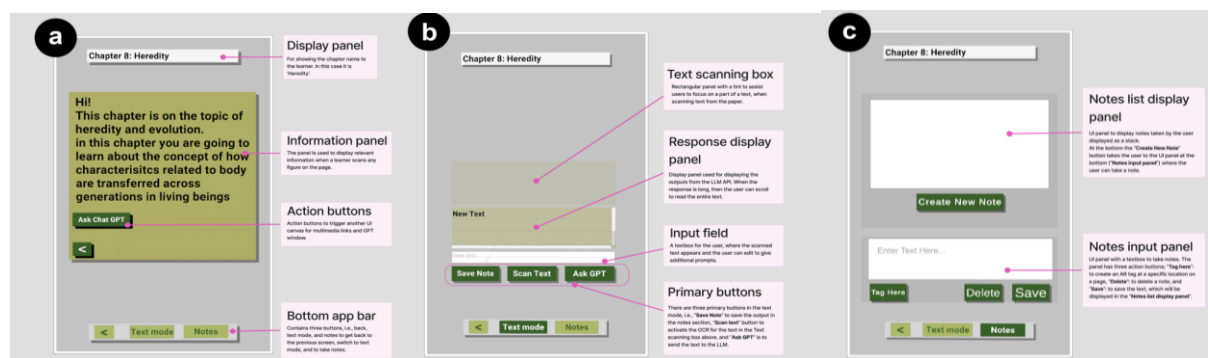 a
Chapter 8: Heredity
Hi!
This chapter is on the topic of
heredity and evolution.
in this chapter you are going to
learn about the concept of how
characterisitcs related to body
are transferred across
generations in living beings
Ask Chat GPT
<
< Text mode Notes
Display panel
For showing the chapter name to
the learner. In this case it is
'Heredity'.
Information panel
The panel is used to display relevant
information when a learner scans any
figure on the page.
Action buttons
Action buttons to trigger another UI
canvas for multimedia links and GPT
window.
Bottom app bar
Contains three buttons, i.e., back,
text mode, and notes to get back to
the previous screen, switch to text
mode, and to take notes.
b
Chapter 8: Heredity
New Text
Save Note Scan Text Ask GPT
< Text mode Notes
Text scanning box
Rectangular panel with a tint to assist
users to focus on a part of a text, when
scanning text from the paper.
Response display
panel
Display panel used for displaying the
outputs from the LLM API. When the
response is long, then the user can scroll
to read the entire text.
Input field
A textbox for the user, where the scanned
text appears and the user can edit to give
additional prompts.
Primary buttons
There are three primary buttons in the text
mode, i.e., "Save Note" to save the output
in the notes section, "Scan text" button to
activate the OCR for the text in the Text
scanning box above, and "Ask GPT" is to
send the text to the LLM.
c
Chapter 8: Heredity
Create New Note
Enter Text Here...
Tag Here Delete Save
< Text mode Notes
Notes list display
panel
UI panel to display notes taken by the user
displayed as a stack.
At the bottom the "Create New Note"
button takes the user to the UI panel at the
bottom ("Notes input panel") where the
user can take a note.
Notes input panel
UI panel with a textbox to take notes. The
panel has three action buttons; "Tag here":
to create an AR tag at a specific location on
a page, "Delete": to delete a note, and
"Save": to save the text, which will be
displayed in the "Notes list display panel".